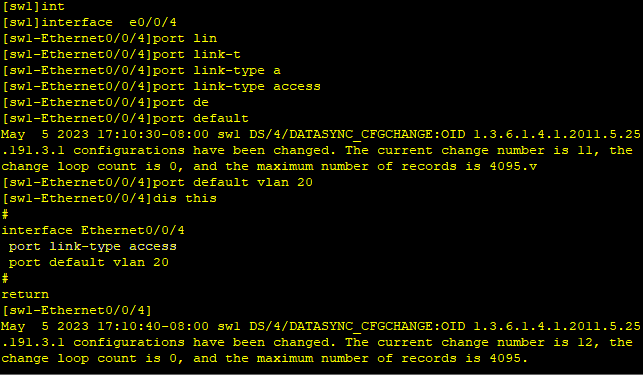 [sw1]int
[sw1]interface  e0/0/4
[sw1-Ethernet0/0/4]port lin
[sw1-Ethernet0/0/4]port link-t
[sw1-Ethernet0/0/4]port link-type a
[sw1-Ethernet0/0/4]port link-type access
[sw1-Ethernet0/0/4]port de
[sw1-Ethernet0/0/4]port default
May  5 2023 17:10:30-08:00 sw1 DS/4/DATASYNC_CFGCHANGE:OID 1.3.6.1.4.1.2011.5.25
.191.3.1 configurations have been changed. The current change number is 11, the
change loop count is 0, and the maximum number of records is 4095.v
[sw1-Ethernet0/0/4]port default vlan 20
[sw1-Ethernet0/0/4]dis this
#
interface Ethernet0/0/4
 port link-type access
 port default vlan 20
#
return
[sw1-Ethernet0/0/4]
May  5 2023 17:10:40-08:00 sw1 DS/4/DATASYNC_CFGCHANGE:OID 1.3.6.1.4.1.2011.5.25
.191.3.1 configurations have been changed. The current change number is 12, the
change loop count is 0, and the maximum number of records is 4095.